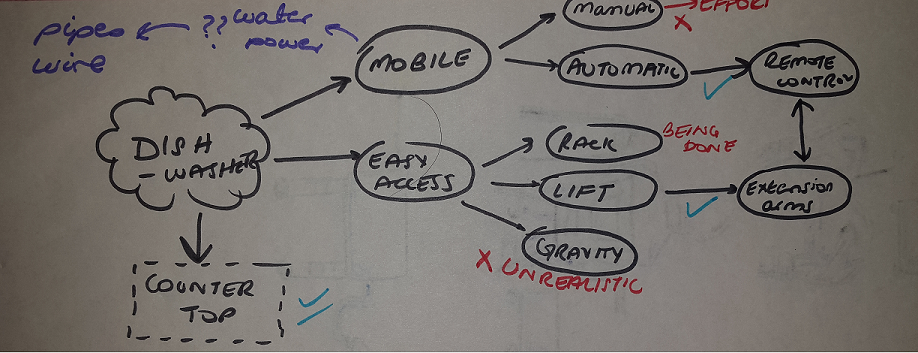 MANUAL → EFFORT
X
pipes ← ?? water
wire power
MOBILE
AUTOMATIC
REMOTE
CONTROL
DISH
-WASHER
EASY
ACCESS
RACK
BEING
DONE
LIFT
EXTENSION
arms
GRAVITY
X UNREALISTIC
COUNTER
TOP